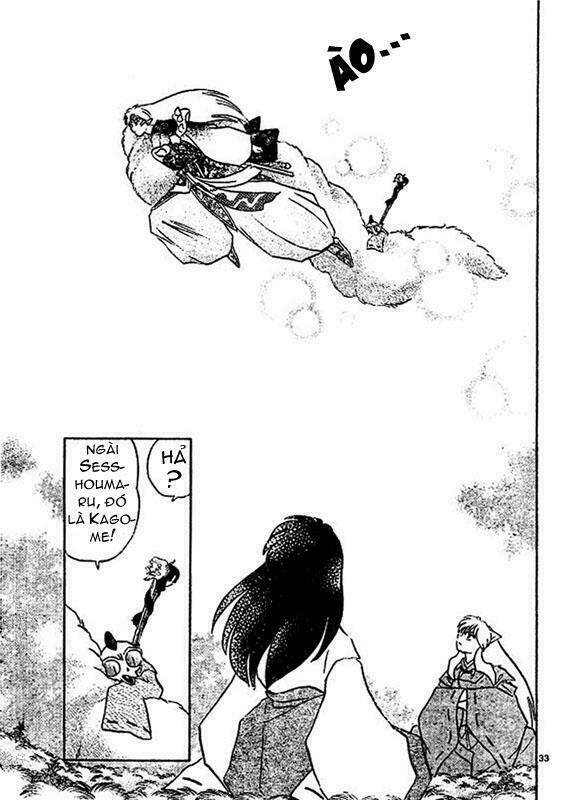 ÀO...
HẢ
?
NGÀI
SESS-
HOUMA-
RU, ĐÓ
LÀ KAGO-
ME!
33